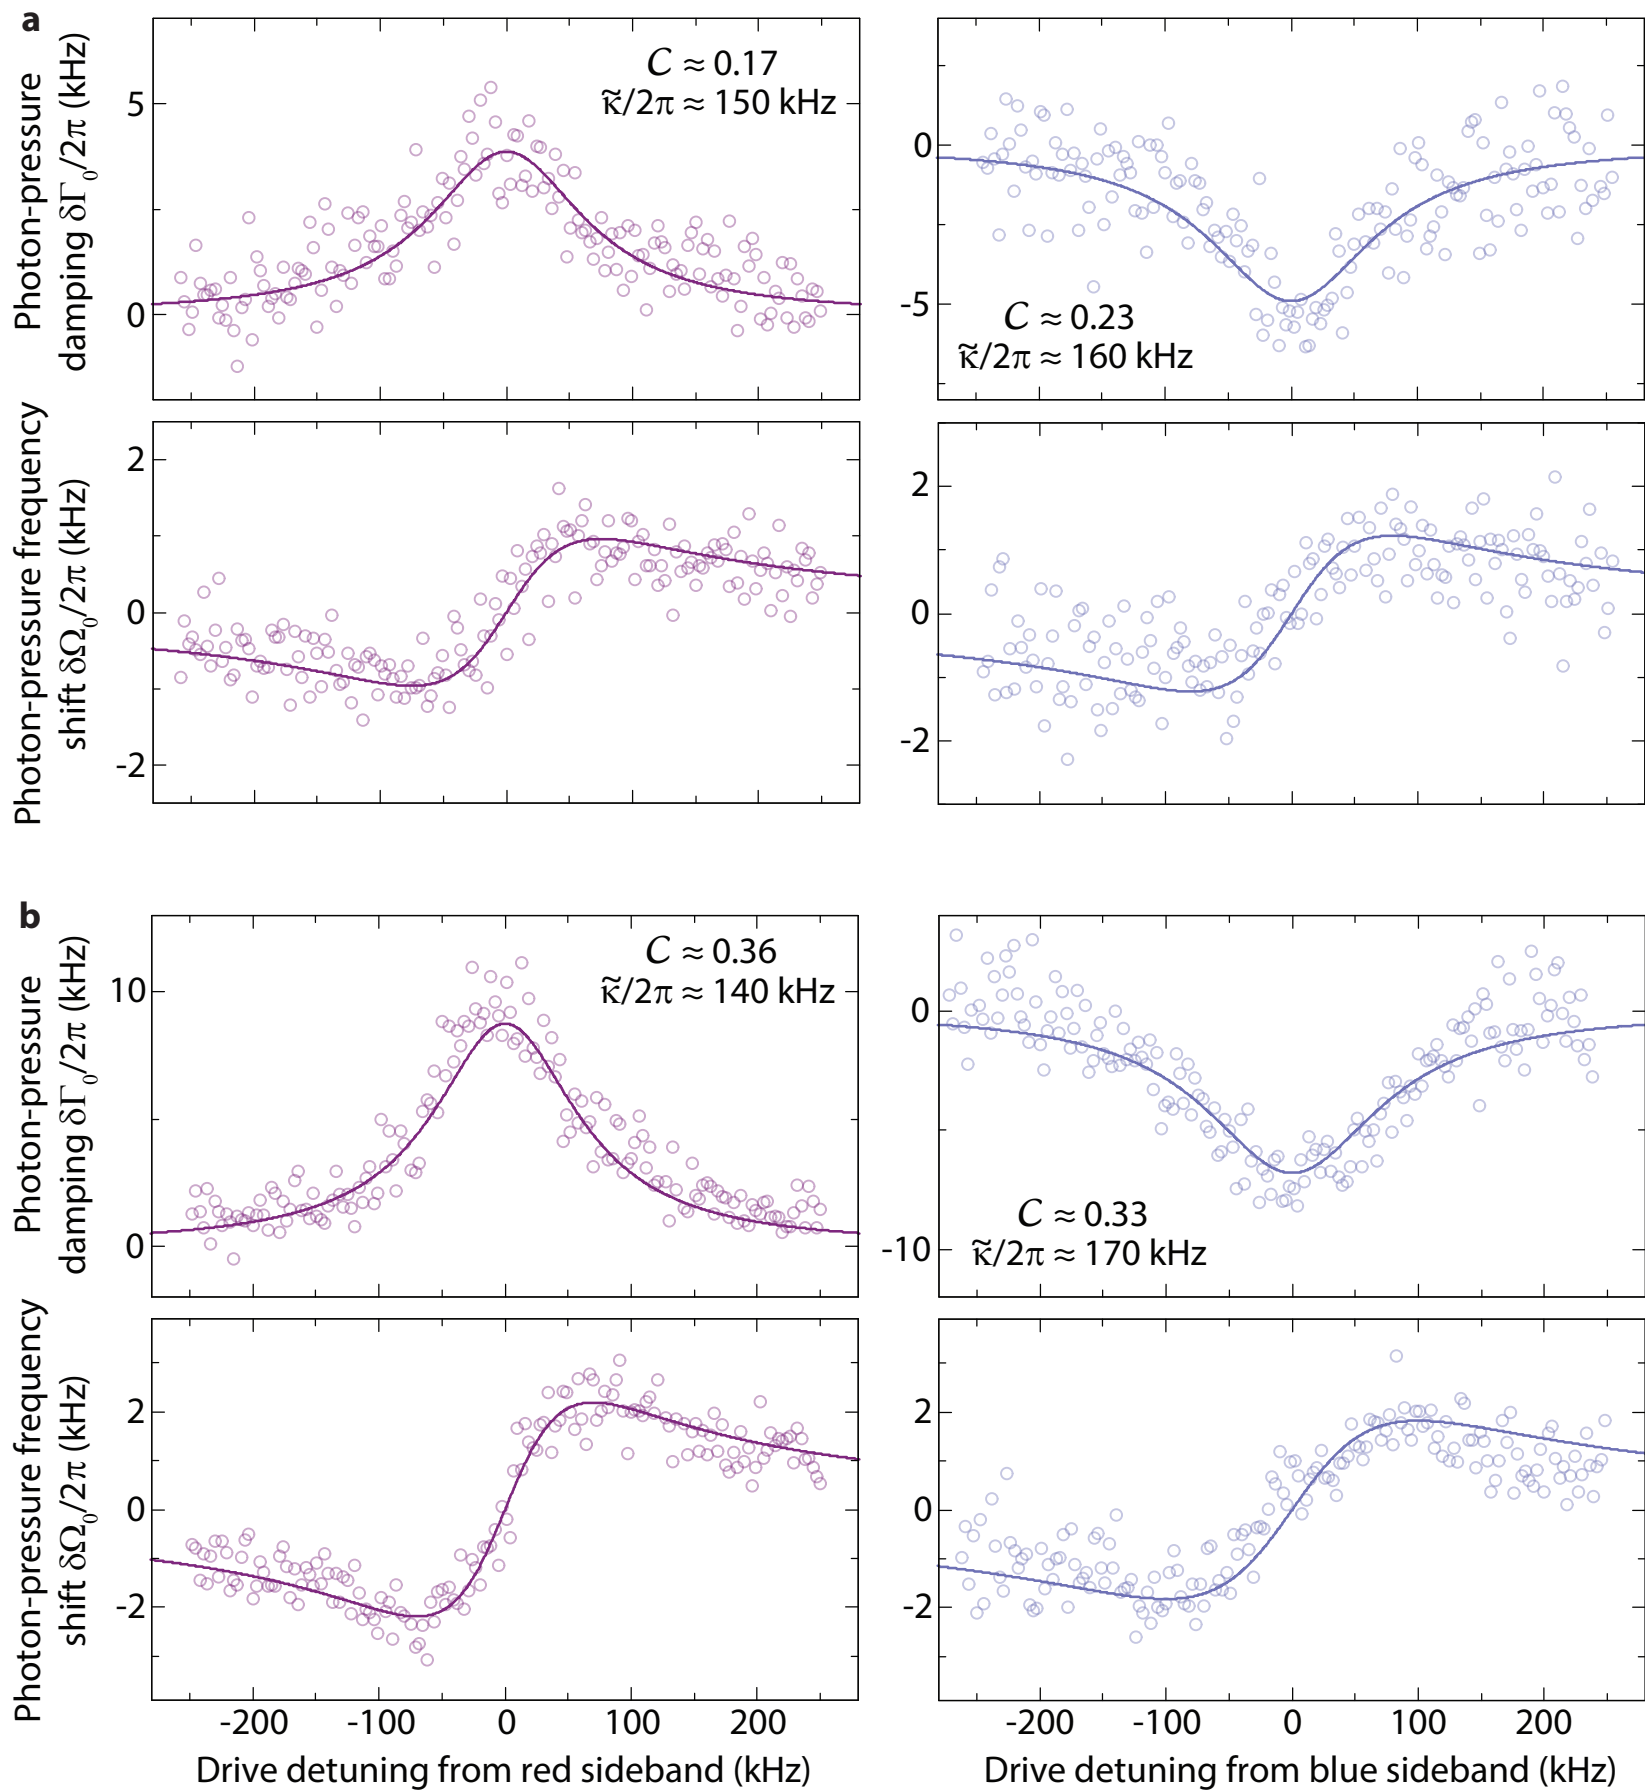 a
Photon-pressure
damping δΓ₀/2π (kHz)
5
0
C ≈ 0.17
κ̃/2π ≈ 150 kHz
0
-5
C ≈ 0.23
κ̃/2π ≈ 160 kHz
Photon-pressure frequency
shift δΩ₀/2π (kHz)
2
0
-2
2
0
-2
b
Photon-pressure
damping δΓ₀/2π (kHz)
10
0
C ≈ 0.36
κ̃/2π ≈ 140 kHz
0
-10
C ≈ 0.33
κ̃/2π ≈ 170 kHz
Photon-pressure frequency
shift δΩ₀/2π (kHz)
2
0
-2
2
0
-2
-200 -100 0 100 200
-200 -100 0 100 200
Drive detuning from red sideband (kHz)
Drive detuning from blue sideband (kHz)